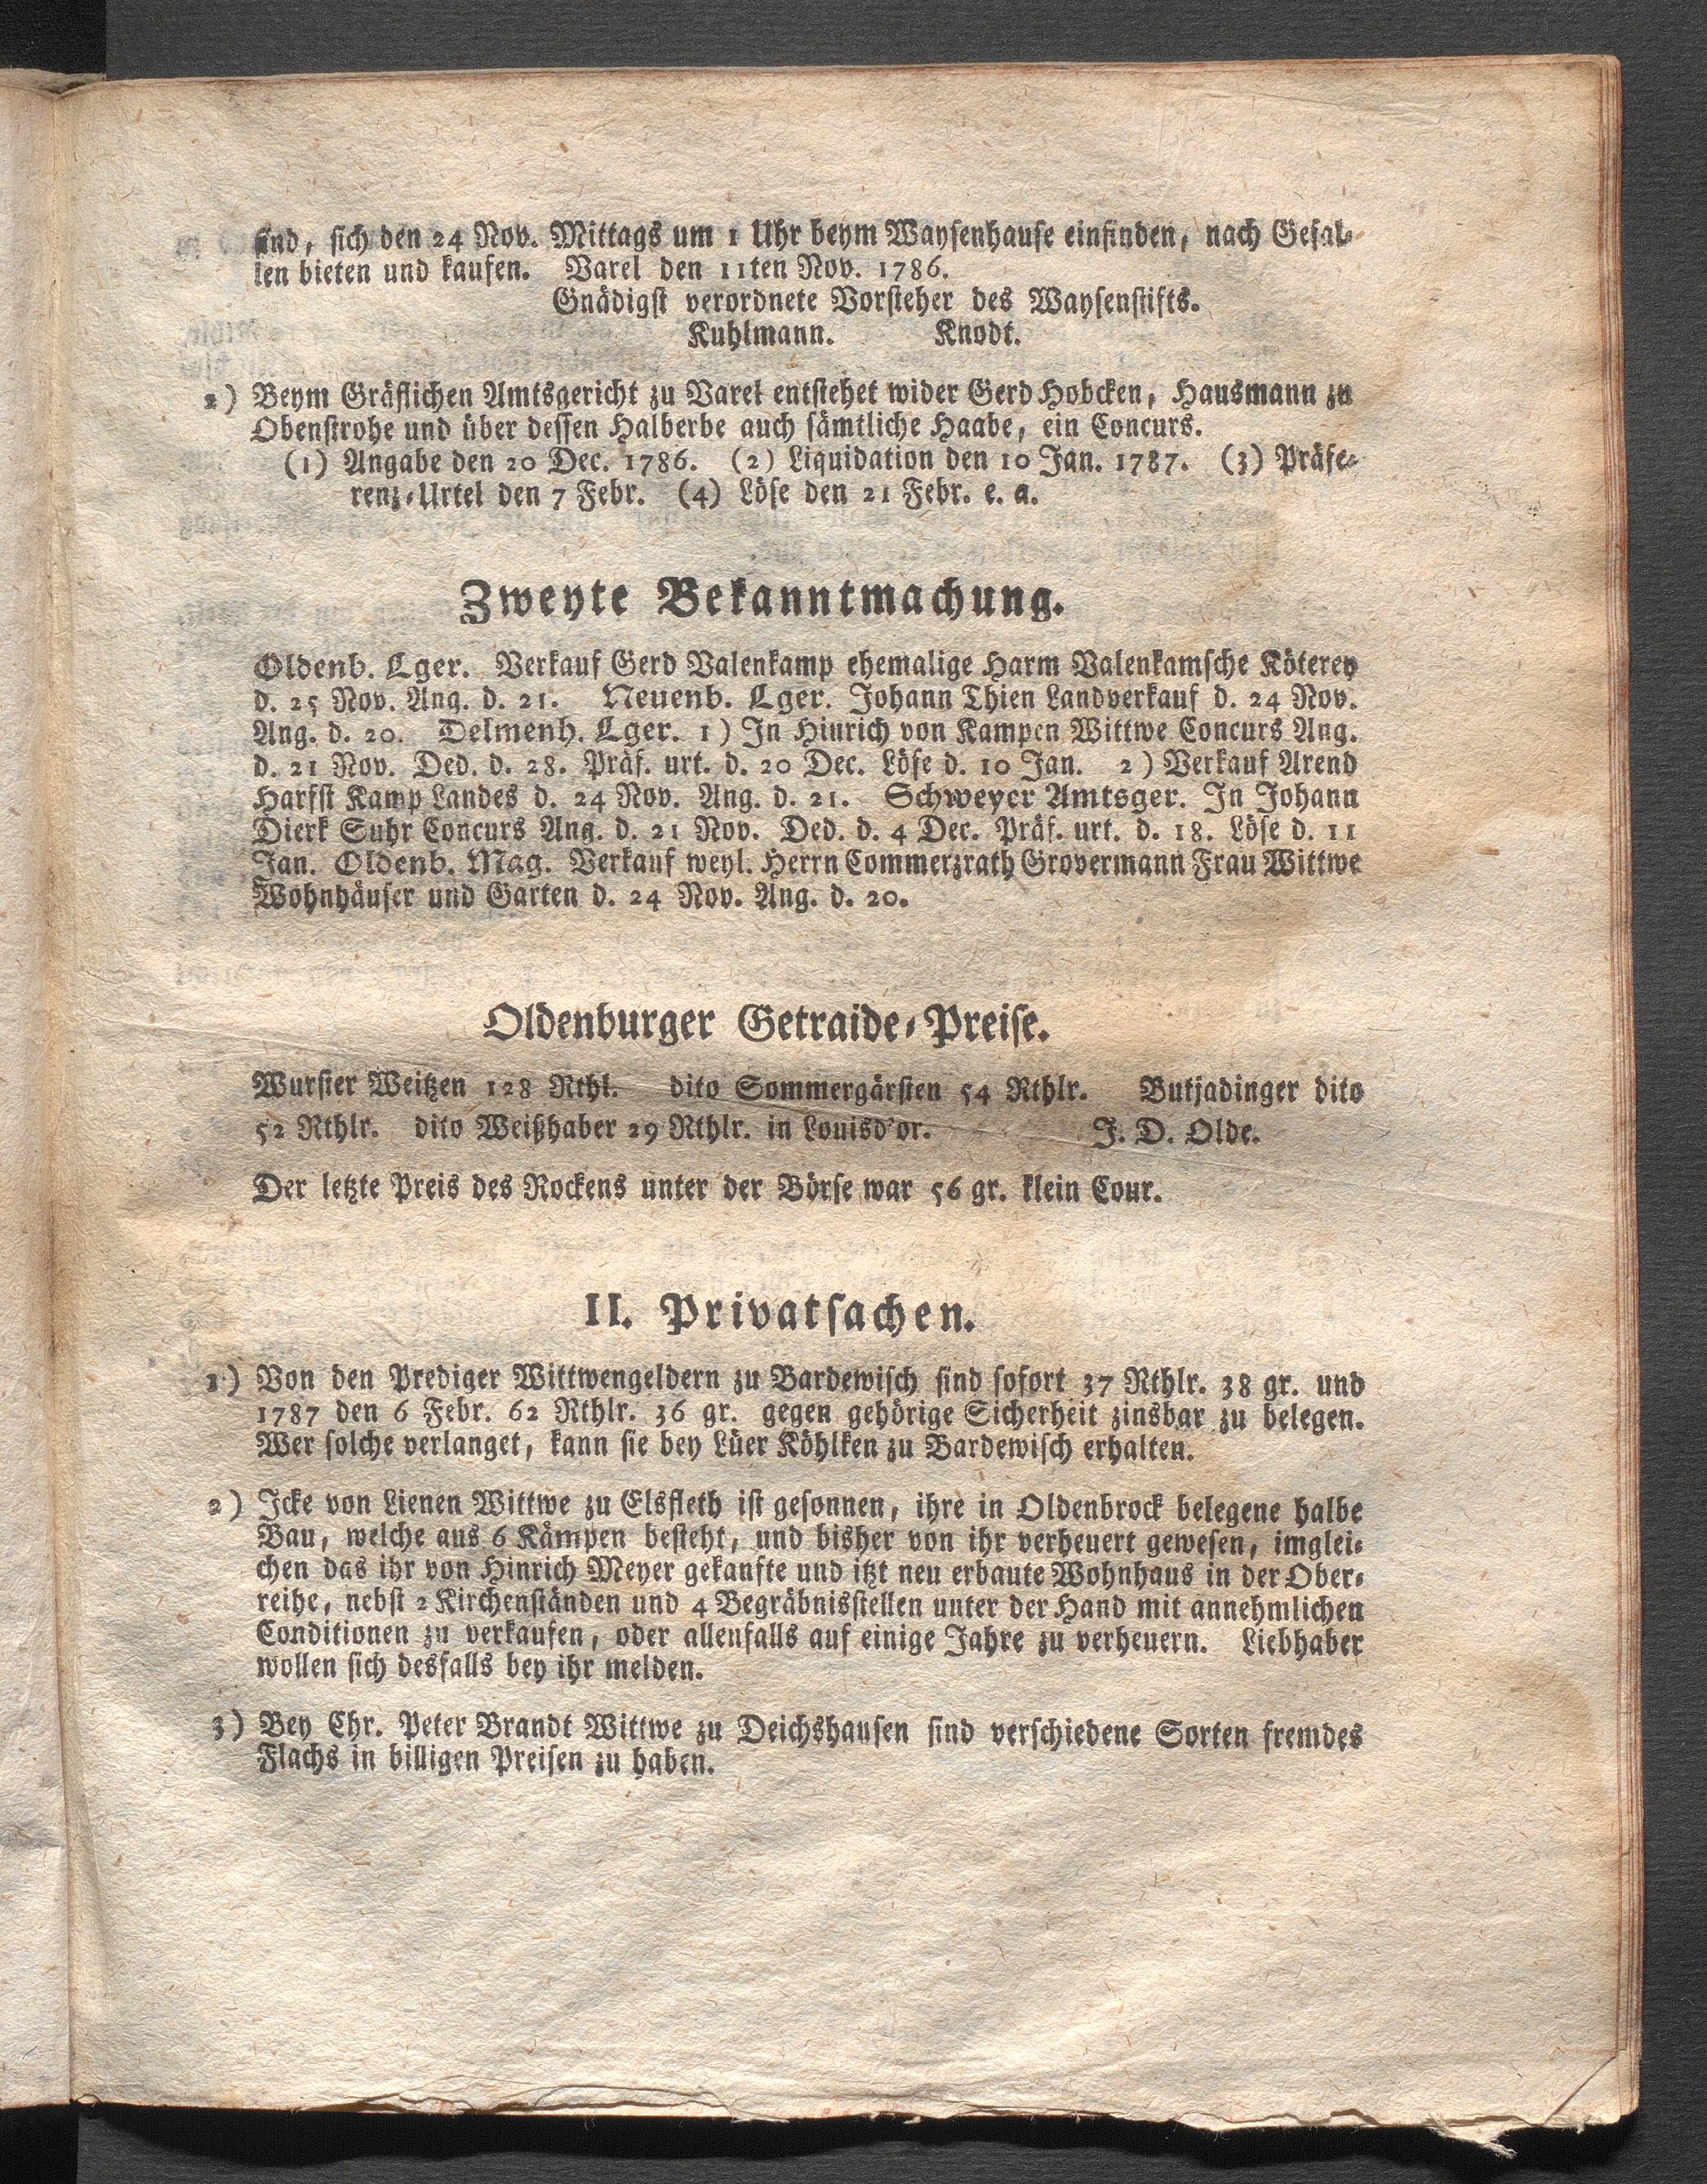 sind, sich den 24 Nov. Mittags um 1 Uhr beym Waysenhause einfinden, nach Gefal-
len bieten und kaufen. Varel den 11ten Nov. 1786.
Gnädigst verordnete Vorsteher des Waysenstifts.
Kuhlmann. Knodt.
2) Beym Gräflichen Amtsgericht zu Varel entstehet wider Gerd Hobcken, Hausmann zu
Obenstrohe und über dessen Halberbe auch sämtliche Haabe, ein Concurs.
(1) Angabe den 20 Dec. 1786. (2) Liquidation den 10 Jan. 1787. (3) Präfe-
renz-Urtel den 7 Febr. (4) Löse den 21 Febr. e. a.
Zweyte Bekanntmachung.
Oldenb. Lger. Verkauf Gerd Valenkamp ehemalige Harm Valenkamsche Köterey
d. 25 Nov. Ang. d. 21. Neuenb. Lger. Johann Thien Landverkauf d. 24 Nov.
Ang. d. 20. Delmenh. Lger. 1) In Hinrich von Kampen Wittwe Concurs Ang.
d. 21 Nov. Ded. d. 28. Präf. urt. d. 20 Dec. Löse d. 10 Jan. 2) Verkauf Arend
Harfst Kamp Landes d. 24 Nov. Ang. d. 21. Schweyer Amtsger. In Johann
Dierk Suhr Concurs Ang. d. 21 Nov. Ded. d. 4 Dec. Präf. urt. d. 18. Löse d. 11
Jan. Oldenb. Mag. Verkauf weyl. Herrn Commerzrath Grovermann Frau Wittwe
Wohnhäuser und Garten d. 24 Nov. Ang. d. 20.
Oldenburger Getraide-Preise.
Wurster Weitzen 128 Rthl. dito Sommergärsten 54 Rthlr. Butjadinger dito
52 Rthlr. dito Weißhaber 29 Rthlr. in Louisd'or. J. D. Olde.
Der letzte Preis des Rockens unter der Börse war 56 gr. klein Cour.
II. Privatsachen.
1) Von den Prediger Wittwengeldern zu Bardewisch sind sofort 37 Rthlr. 38 gr. und
1787 den 6 Febr. 62 Rthlr. 36 gr. gegen gehörige Sicherheit zinsbar zu belegen.
Wer solche verlanget, kann sie bey Lüer Köhlken zu Bardewisch erhalten.
2) Icke von Lienen Wittwe zu Elsfleth ist gesonnen, ihre in Oldenbrock belegene halbe
Bau, welche aus 6 Kämpen besteht, und bisher von ihr verheuert gewesen, imglei-
chen das ihr von Hinrich Meyer gekanfte und itzt neu erbaute Wohnhaus in der Ober-
reihe, nebst 2 Kirchenständen und 4 Begräbnisstellen unter der Hand mit annehmlichen
Conditionen zu verkaufen, oder allenfalls auf einige Jahre zu verheuern. Liebhaber
wollen sich desfalls bey ihr melden.
3) Bey Chr. Peter Brandt Wittwe zu Deichshausen sind verschiedene Sorten fremdes
Flachs in billigen Preisen zu haben.